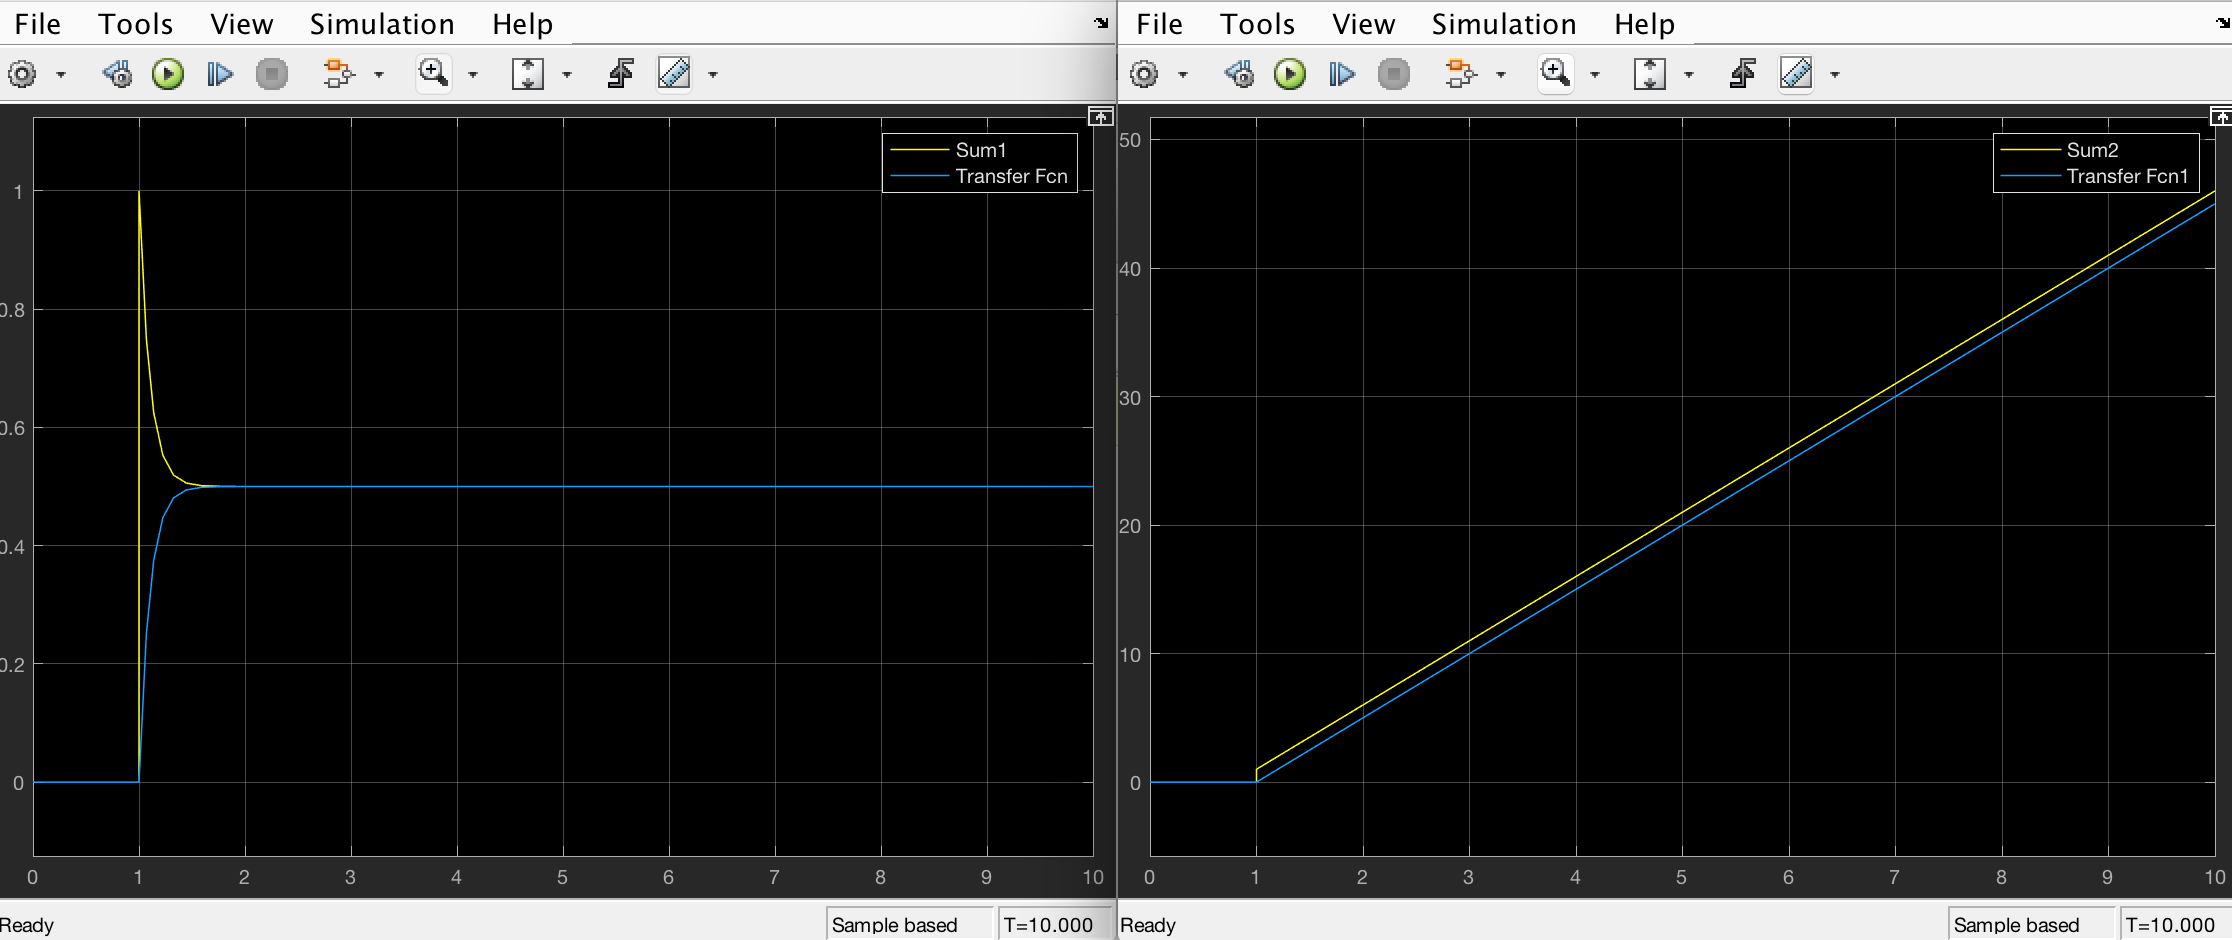 File Tools View Simulation Help
Sum1
Transfer Fcn
1
0.8
0.6
0.4
0.2
0
0 1 2 3 4 5 6 7 8 9 10
Ready
Sample based
T=10.000
File Tools View Simulation Help
Sum2
Transfer Fcn1
50
40
30
20
10
0
0 1 2 3 4 5 6 7 8 9 10
Ready
Sample based
T=10.000